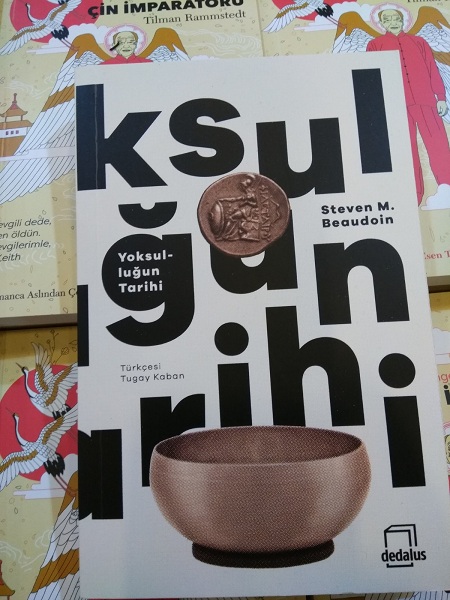 ÇİN İMPARATORU
Tilman Rammstedt
ksul
Steven M.
Beaudoin
ğun
Yoksul-
luğun
Tarihi
Türkçesi
Tugay Kaban
arihi
dedalus
evgili dede,
en öldün.
evgilerimle,
Keith
manca Aslından Çe